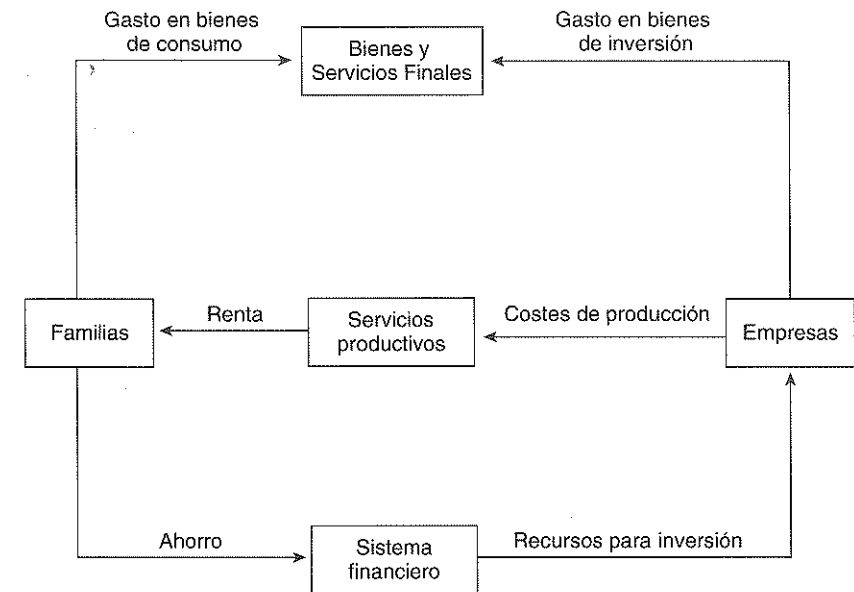 Gasto en bienes
de consumo
Bienes y
Servicios Finales
Gasto en bienes
de inversión
Familias
Renta
Servicios
productivos
Costes de producción
Empresas
Ahorro
Sistema
financiero
Recursos para inversión